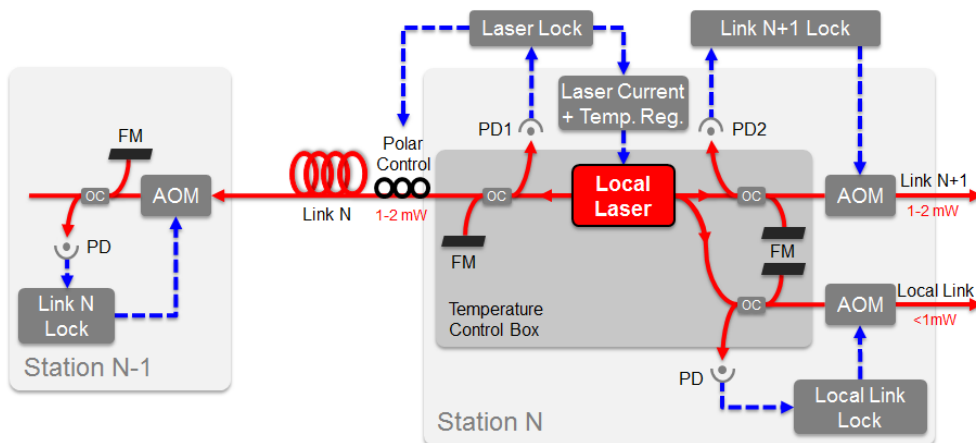 Laser Lock
Link N+1 Lock
Laser Current
+ Temp. Reg.
PD1
PD2
FM
Polar
Control
OC
AOM
Link N
1-2 mW
OC
Local
Laser
OC
AOM
Link N+1
1-2 mW
PD
FM
FM
Link N
Lock
OC
AOM
Local Link
<1mW
Temperature
Control Box
Station N-1
PD
Local Link
Lock
Station N